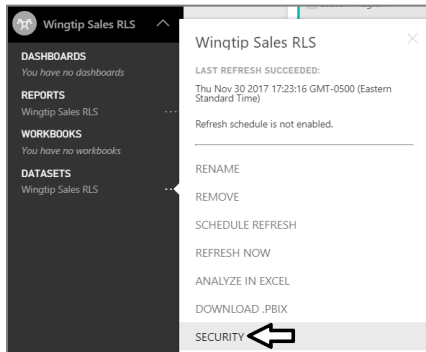 Wingtip Sales RLS
DASHBOARDS
You have no dashboards
REPORTS
Wingtip Sales RLS
WORKBOOKS
You have no workbooks
DATASETS
Wingtip Sales RLS
Wingtip Sales RLS
LAST REFRESH SUCCEEDED:
Thu Nov 30 2017 17:23:16 GMT-0500 (Eastern
Standard Time)
Refresh schedule is not enabled.
RENAME
REMOVE
SCHEDULE REFRESH
REFRESH NOW
ANALYZE IN EXCEL
DOWNLOAD .PBIX
SECURITY